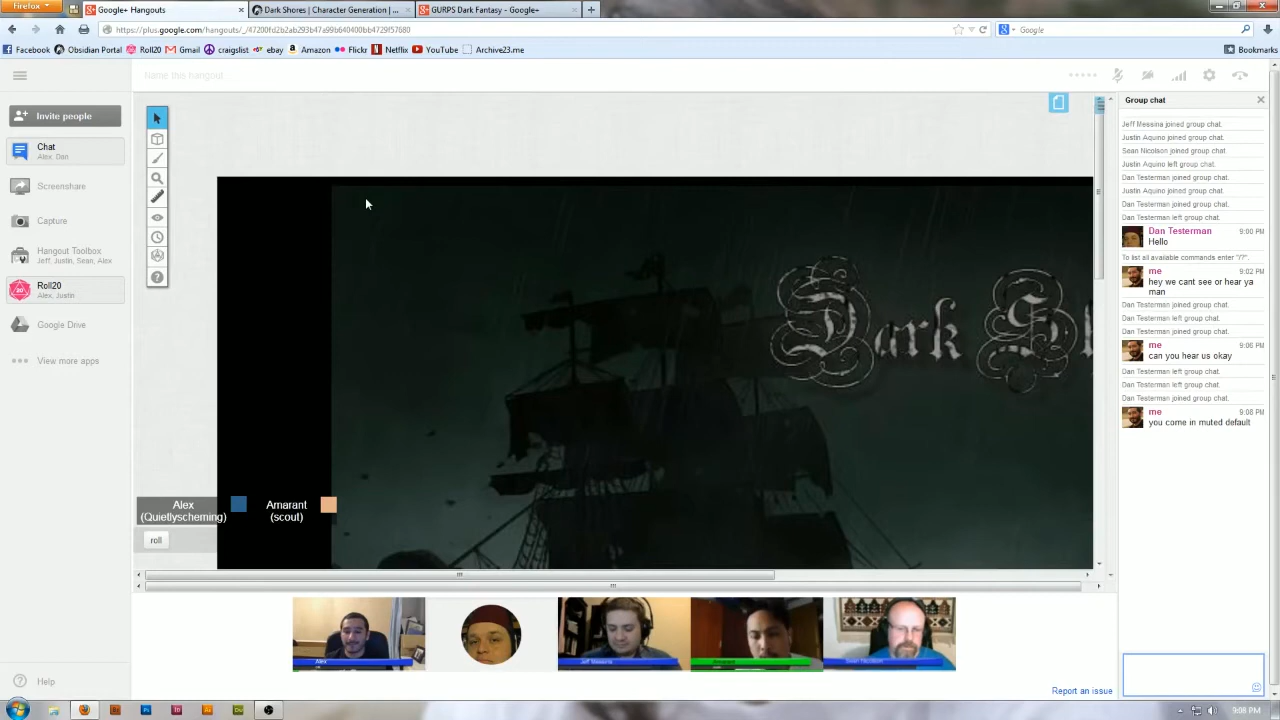 Firefox
Google+ Hangouts
Dark Shores | Character Generation | ...
GURPS Dark Fantasy - Google+
https://plus.google.com/hangouts/_/47200fd2b2ab293b47a99b640400bb4729f57680
Google
Facebook
Obsidian Portal
Roll20
Gmail
craigslist
ebay
Amazon
Flickr
Netflix
YouTube
Archive23.me
Bookmarks
Name this hangout...
Invite people
Chat
Alex, Dan
Screenshare
Capture
Hangout Toolbox
Jeff, Justin, Sean, Alex
Roll20
Alex, Justin
Google Drive
View more apps
Help
Dark S
Alex
(Quietlyscheming)
Amarant
(scout)
roll
Alex
Jeff Messina
Sean Nicolson
Report an issue
Group chat
Jeff Messina joined group chat.
Justin Aquino joined group chat.
Sean Nicolson joined group chat.
Justin Aquino left group chat.
Dan Testerman joined group chat.
Justin Aquino joined group chat.
Dan Testerman joined group chat.
Dan Testerman left group chat.
Dan Testerman 9:00 PM
Hello
To list all available commands enter "/?".
me 9:02 PM
hey we cant see or hear ya
man
Dan Testerman joined group chat.
Dan Testerman left group chat.
Dan Testerman joined group chat.
me 9:06 PM
can you hear us okay
Dan Testerman left group chat.
Dan Testerman left group chat.
Dan Testerman joined group chat.
me 9:08 PM
you come in muted default
9:08 PM